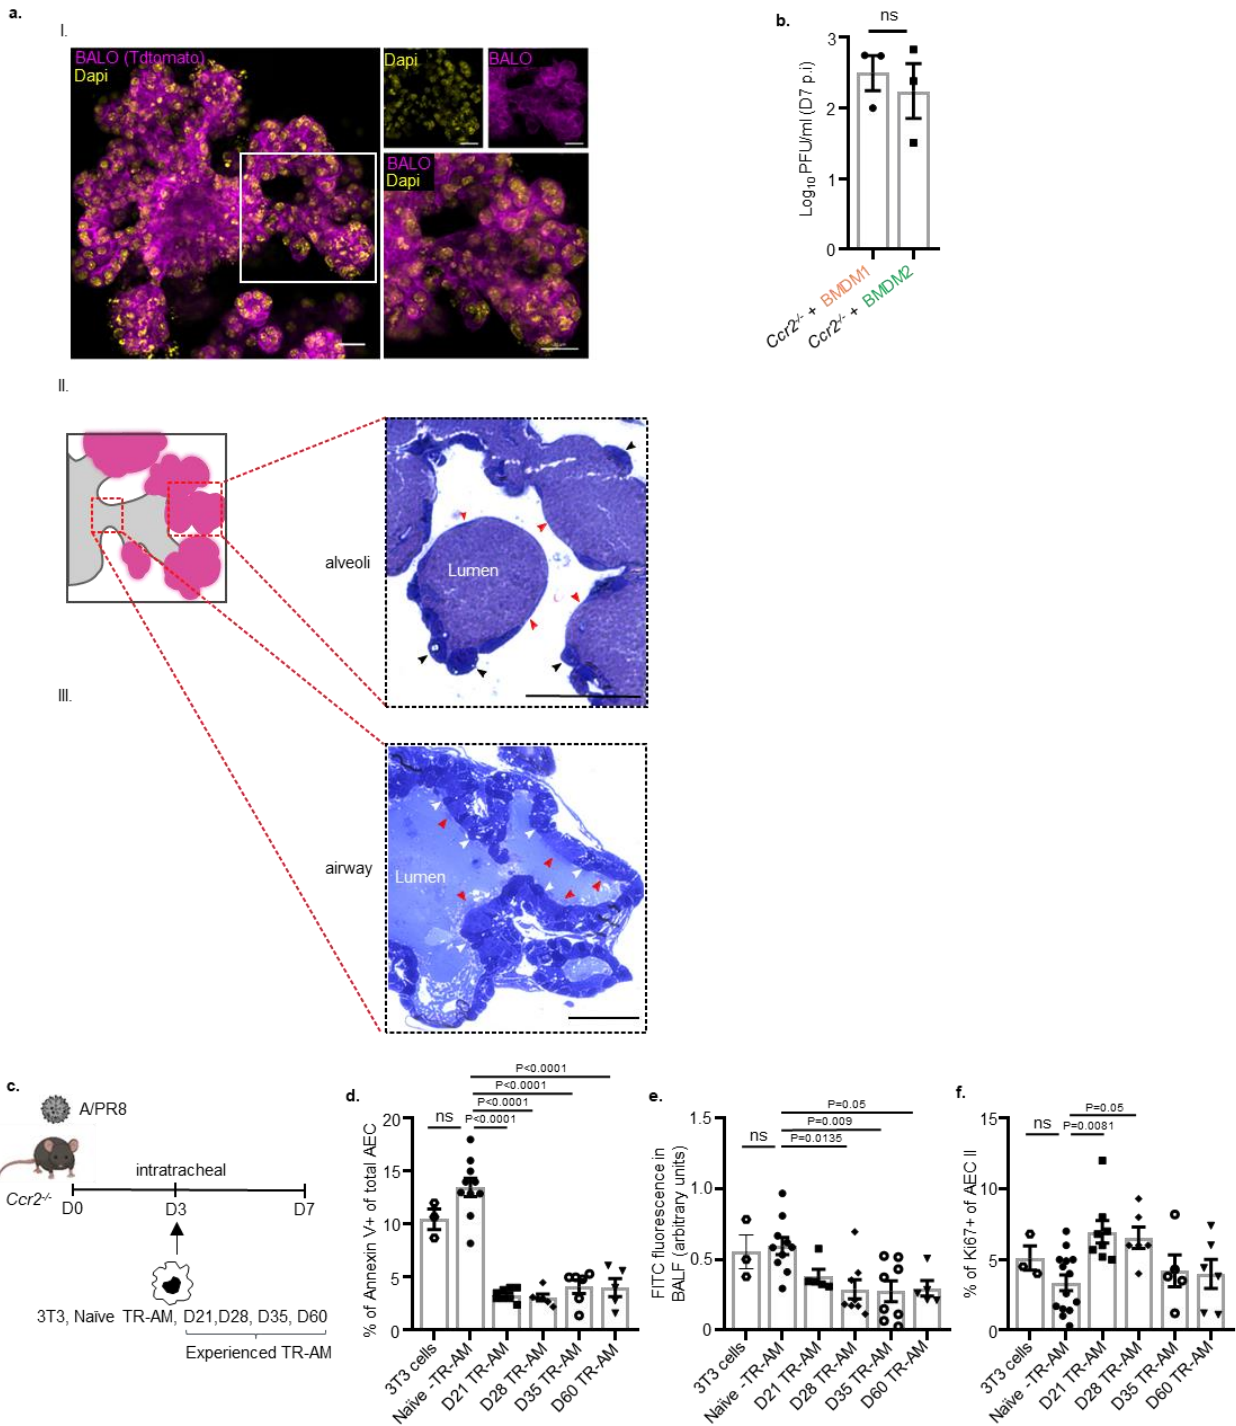 a.
I.
BALO (Tdtomato)
Dapi
Dapi
BALO
BALO
Dapi
b.
ns
3
2
1
0
Log10 PFU/ml (D7 p.i)
Ccr2-/- + BMDM1
Ccr2-/- + BMDM2
II.
alveoli
Lumen
III.
airway
Lumen
c.
A/PR8
Ccr2-/-
intratracheal
D0
D3
D7
3T3, Naïve TR-AM, D21,D28, D35, D60
Experienced TR-AM
d.
P<0.0001
P<0.0001
P<0.0001
ns
P<0.0001
20
15
10
5
0
% of Annexin V+ of total AEC
3T3 cells
Naïve -TR-AM
D21 TR-AM
D28 TR-AM
D35 TR-AM
D60 TR-AM
e.
P=0.05
P=0.009
ns
P=0.0135
1.5
1.0
0.5
0
FITC fluorescence in
BALF (arbitrary units)
3T3 cells
Naïve -TR-AM
D21 TR-AM
D28 TR-AM
D35 TR-AM
D60 TR-AM
f.
P=0.05
ns
P=0.0081
15
10
5
0
% of Ki67+ of AEC II
3T3 cells
Naïve -TR-AM
D21 TR-AM
D28 TR-AM
D35 TR-AM
D60 TR-AM